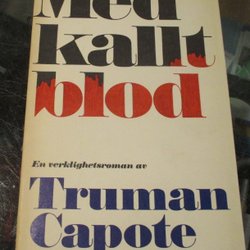 Med
kallt
blod
En verklighetsroman av
Truman
Capote